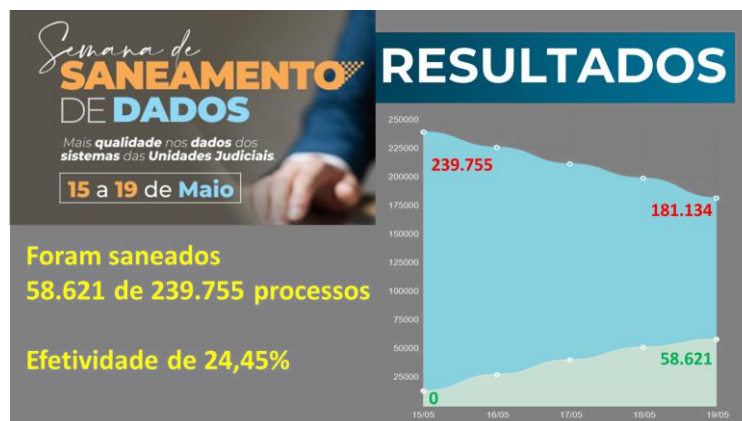 Semana de
SANEAMENTO
DE DADOS
Mais qualidade nos dados dos
sistemas das Unidades Judiciais.
15 a 19 de Maio
RESULTADOS
Foram saneados
58.621 de 239.755 processos
Efetividade de 24,45%
250000
225000
200000
175000
150000
125000
100000
75000
50000
25000
239.755
181.134
58.621
0
15/05 16/05 17/05 18/05 19/05